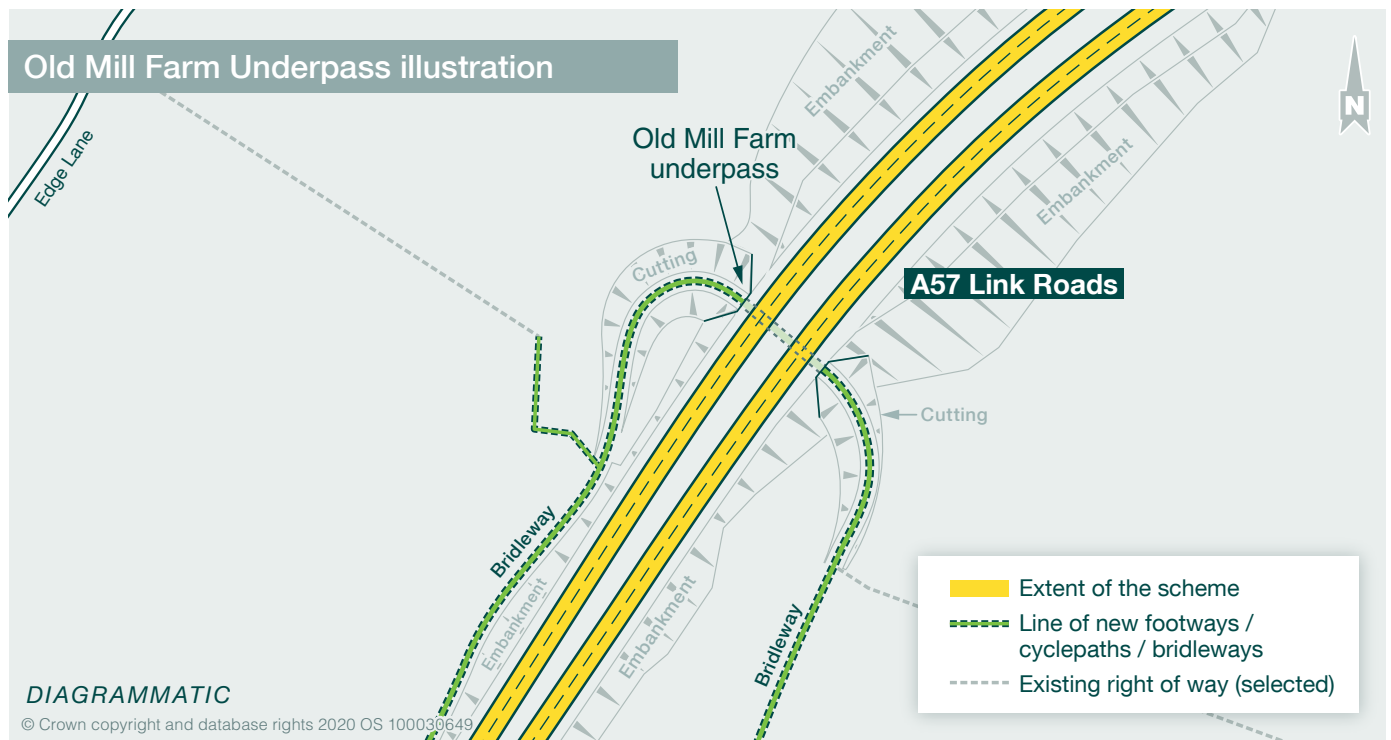 Old Mill Farm Underpass illustration
Edge Lane
Embankment
N
Old Mill Farm
underpass
Embankment
Cutting
A57 Link Roads
Cutting
Bridleway
Embankment
Embankment
Bridleway
Extent of the scheme
Line of new footways /
cyclepaths / bridleways
Existing right of way (selected)
DIAGRAMMATIC
© Crown copyright and database rights 2020 OS 100030649